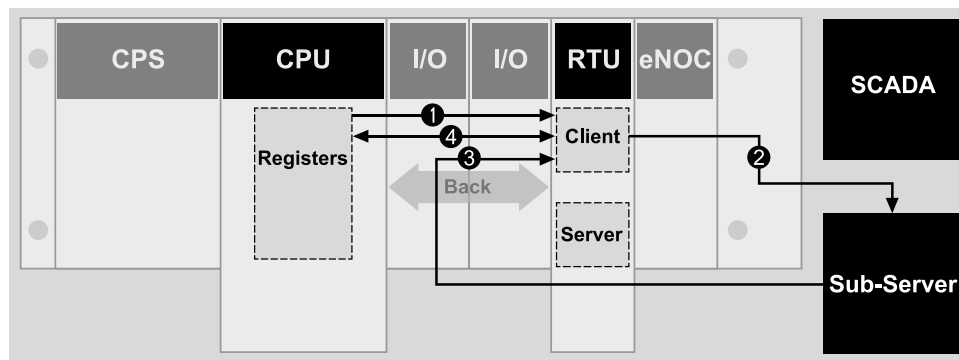 CPS
CPU
I/O
I/O
RTU
eNOC
SCADA
1
4
3
2
Registers
Client
Back
Server
Sub-Server